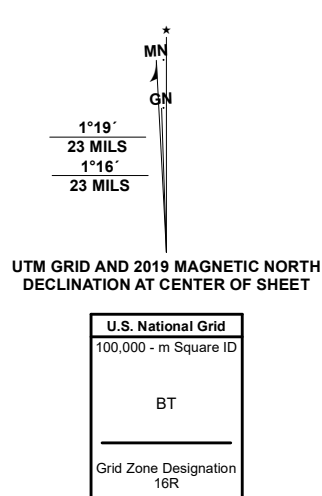 ★
MN
GN
1°19´
23 MILS
1°16´
23 MILS
UTM GRID AND 2019 MAGNETIC NORTH
DECLINATION AT CENTER OF SHEET
U.S. National Grid
100,000 - m Square ID
BT
Grid Zone Designation
16R